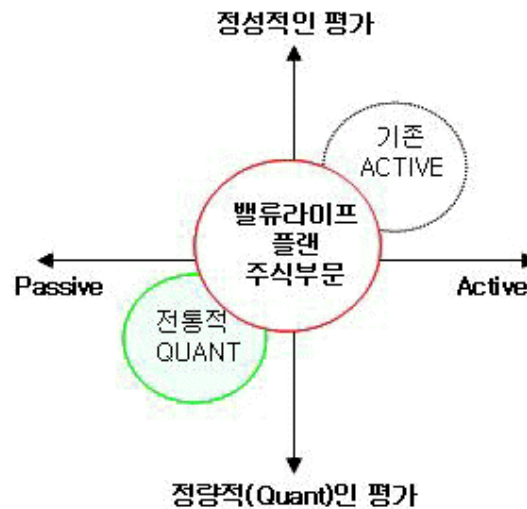 정성적인 평가
기존
ACTIVE
밸류라이프
플랜
주식부문
Passive
Active
전통적
QUANT
정량적(Quant)인 평가